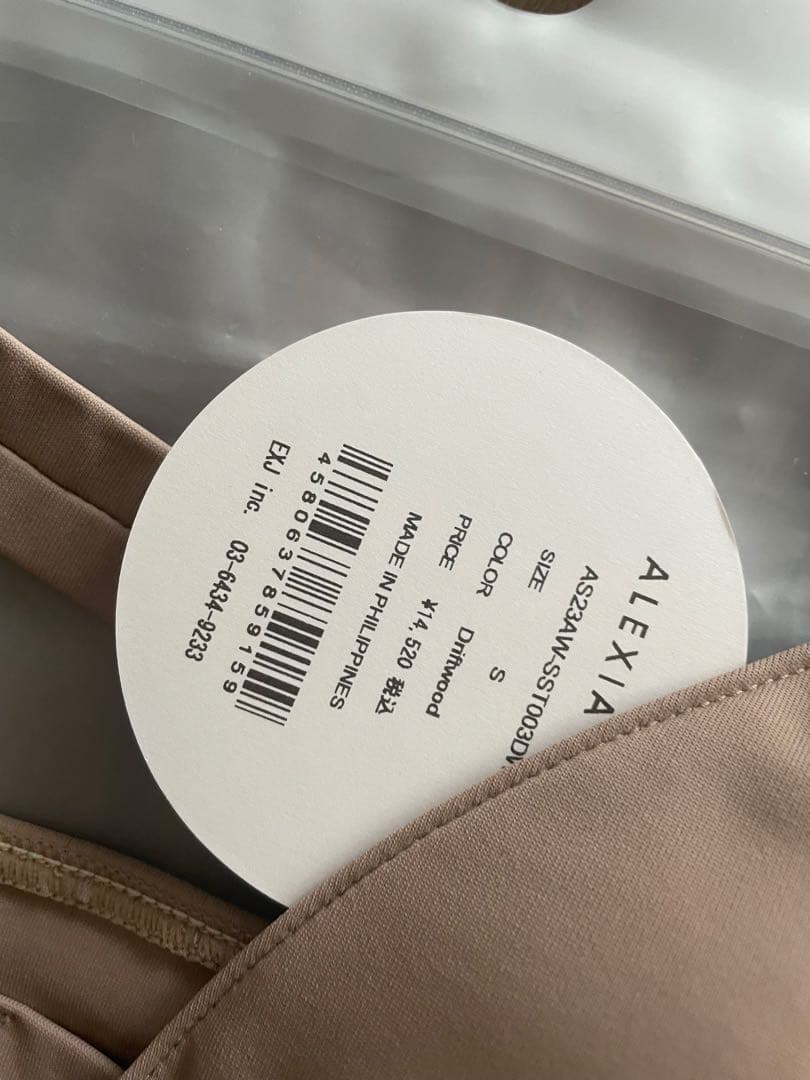 ALEXIA
AS23AW-SST003DW
SIZE S
COLOR Driftwood
PRICE ¥14,520 税込
MADE IN PHILIPPINES
4580637859159
EXJ inc. 03-6434-9233